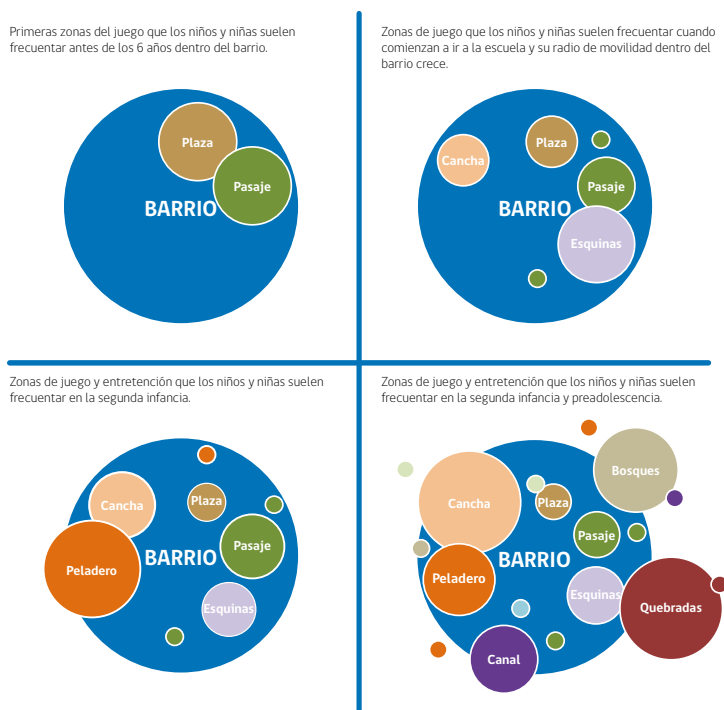 Primeras zonas del juego que los niños y niñas suelen
frecuentar antes de los 6 años dentro del barrio.
Plaza
Pasaje
BARRIO
Zonas de juego que los niños y niñas suelen frecuentar cuando
comienzan a ir a la escuela y su radio de movilidad dentro del
barrio crece.
Plaza
Cancha
Pasaje
BARRIO
Esquinas
Zonas de juego y entretención que los niños y niñas suelen
frecuentar en la segunda infancia.
Plaza
Cancha
Pasaje
BARRIO
Peladero
Esquinas
Zonas de juego y entretención que los niños y niñas suelen
frecuentar en la segunda infancia y preadolescencia.
Bosques
Cancha
Plaza
Pasaje
BARRIO
Peladero
Esquinas
Quebradas
Canal